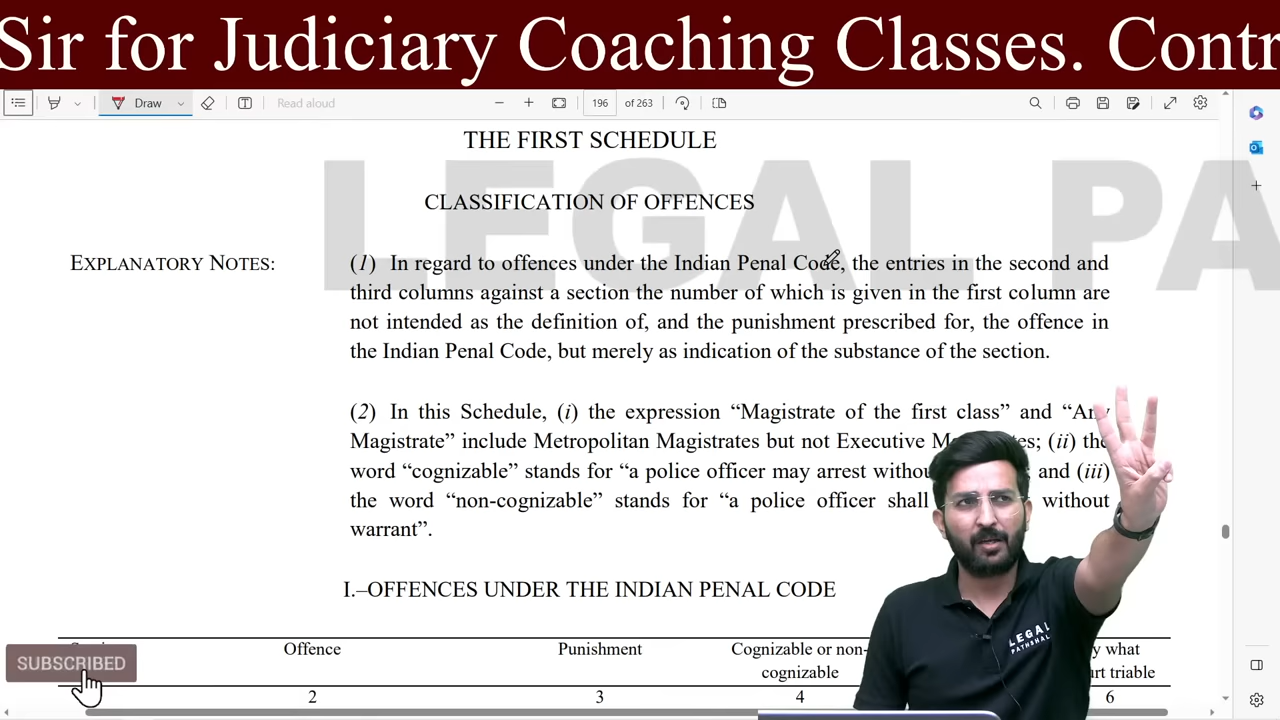 Sir for Judiciary Coaching Classes. Contr
Draw
Read aloud
196 of 263
THE FIRST SCHEDULE
LEGAL PA
CLASSIFICATION OF OFFENCES
EXPLANATORY NOTES: (1) In regard to offences under the Indian Penal Code, the entries in the second and
third columns against a section the number of which is given in the first column are
not intended as the definition of, and the punishment prescribed for, the offence in
the Indian Penal Code, but merely as indication of the substance of the section.
(2) In this Schedule, (i) the expression “Magistrate of the first class” and “Any
Magistrate” include Metropolitan Magistrates but not Executive M es; (ii) the
word “cognizable” stands for “a police officer may arrest withou ; and (iii)
the word “non-cognizable” stands for “a police officer shall without
warrant”.
I.–OFFENCES UNDER THE INDIAN PENAL CODE
Offence Punishment Cognizable or non- y what
cognizable rt triable
2 3 4 6
SUBSCRIBED
LEGAL
PATHSHALA